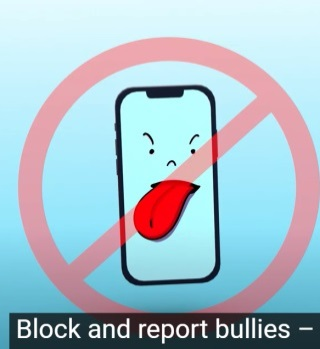 Block and report bullies –